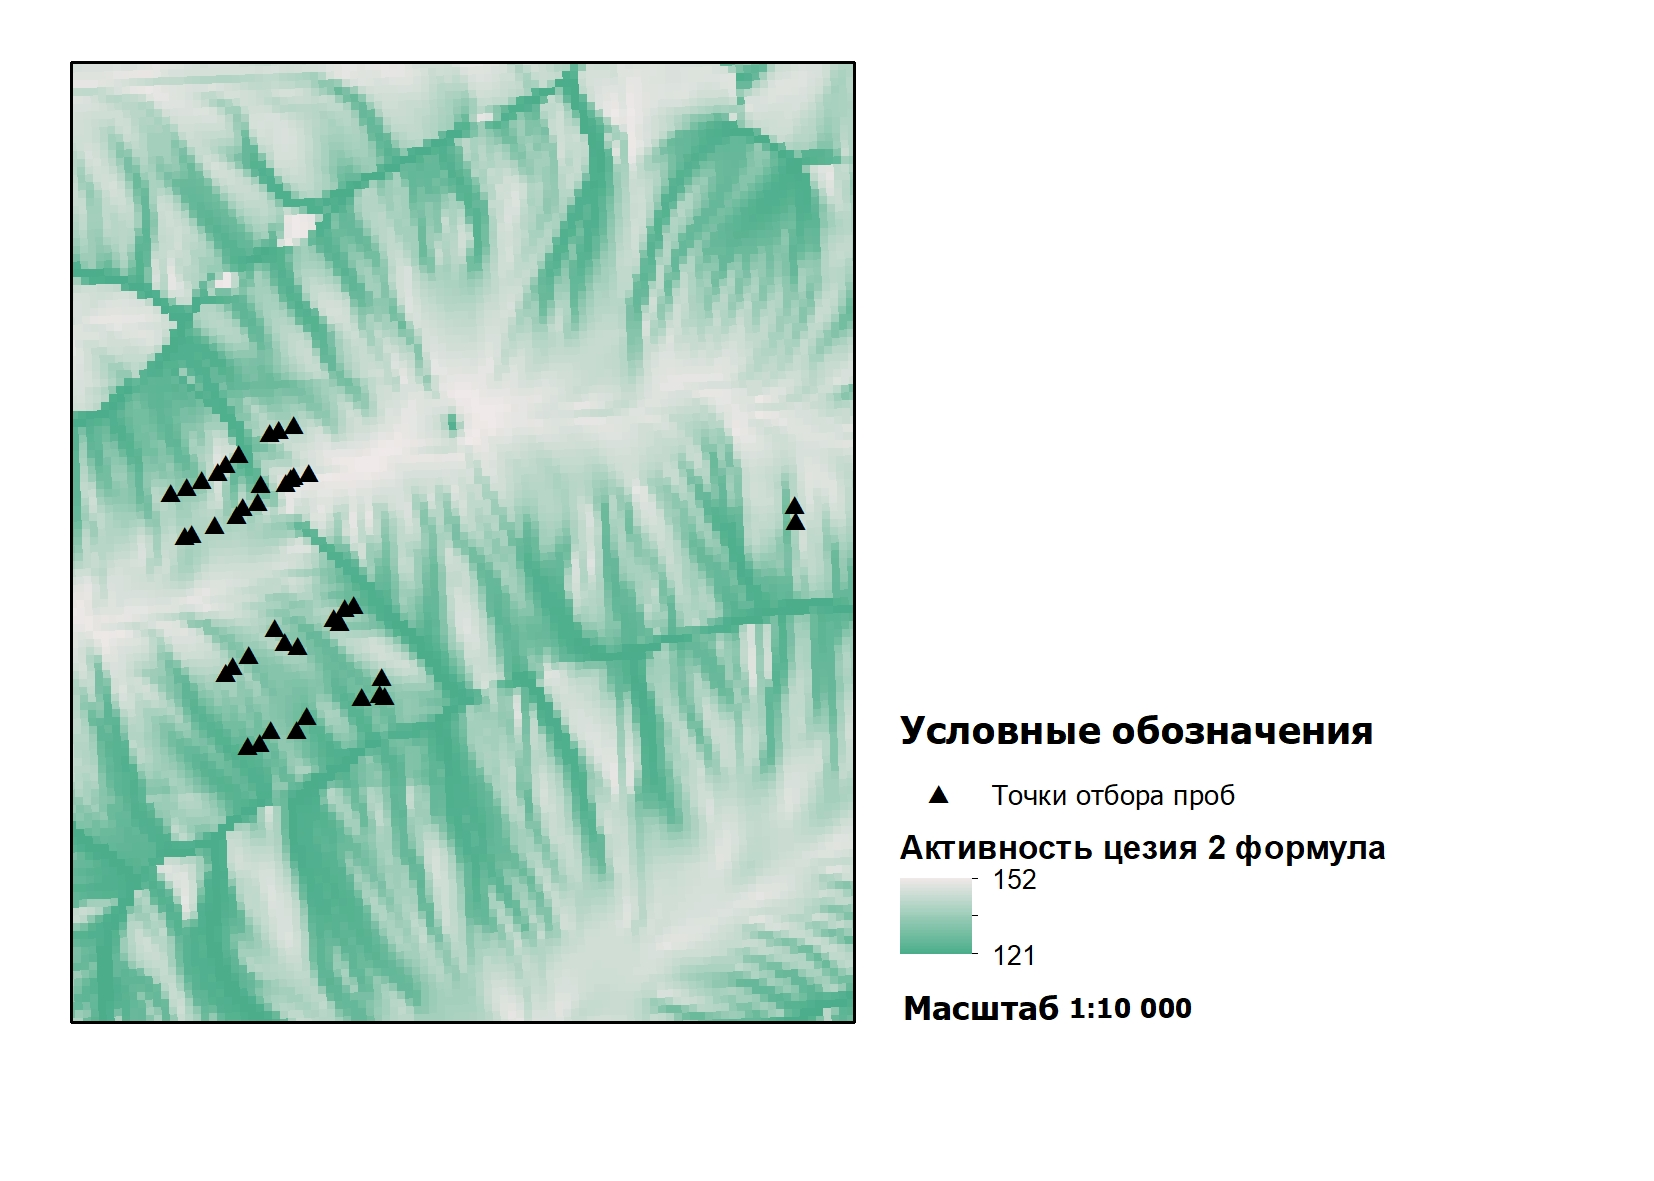 Условные обозначения
Точки отбора проб
Активность цезия 2 формула
152
121
Масштаб 1:10 000